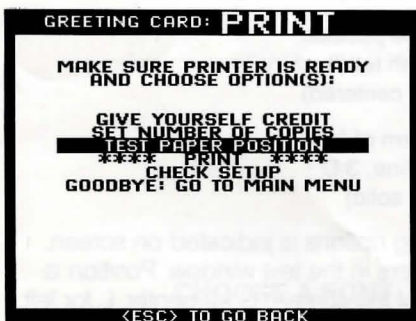 GREETING CARD: PRINT
MAKE SURE PRINTER IS READY
AND CHOOSE OPTION(S):
GIVE YOURSELF CREDIT
SET NUMBER OF COPIES
TEST PAPER POSITION
**** PRINT ****
CHECK SETUP
GOODBYE: GO TO MAIN MENU
<ESC> TO GO BACK